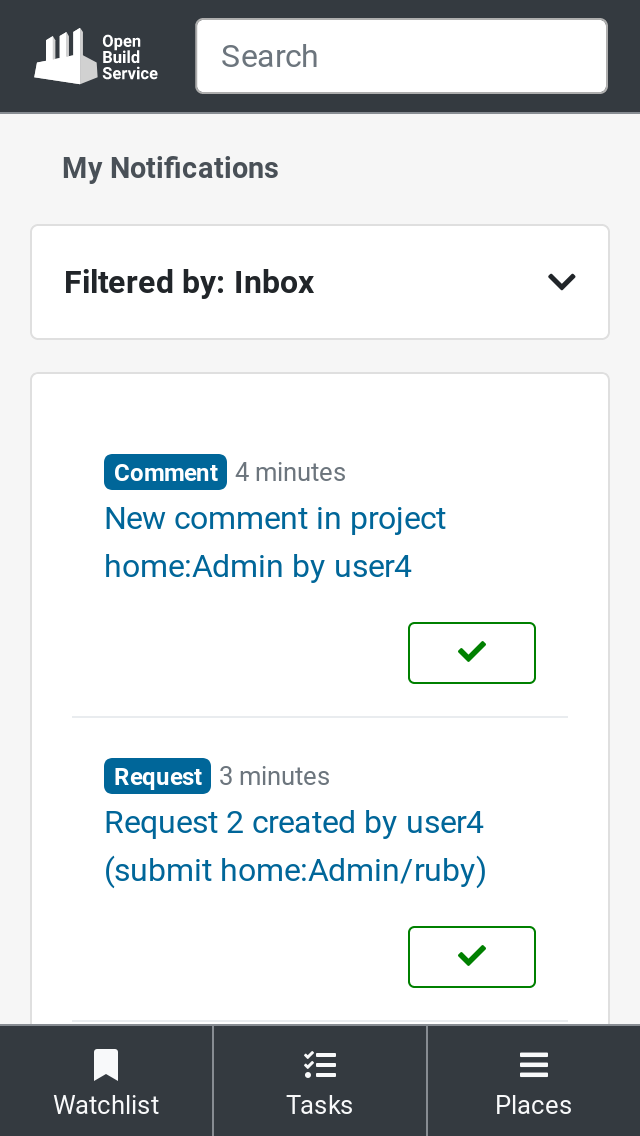 Open
Build
Service
Search
My Notifications
Filtered by: Inbox
Comment 4 minutes
New comment in project
home:Admin by user4
Request 3 minutes
Request 2 created by user4
(submit home:Admin/ruby)
Watchlist
Tasks
Places